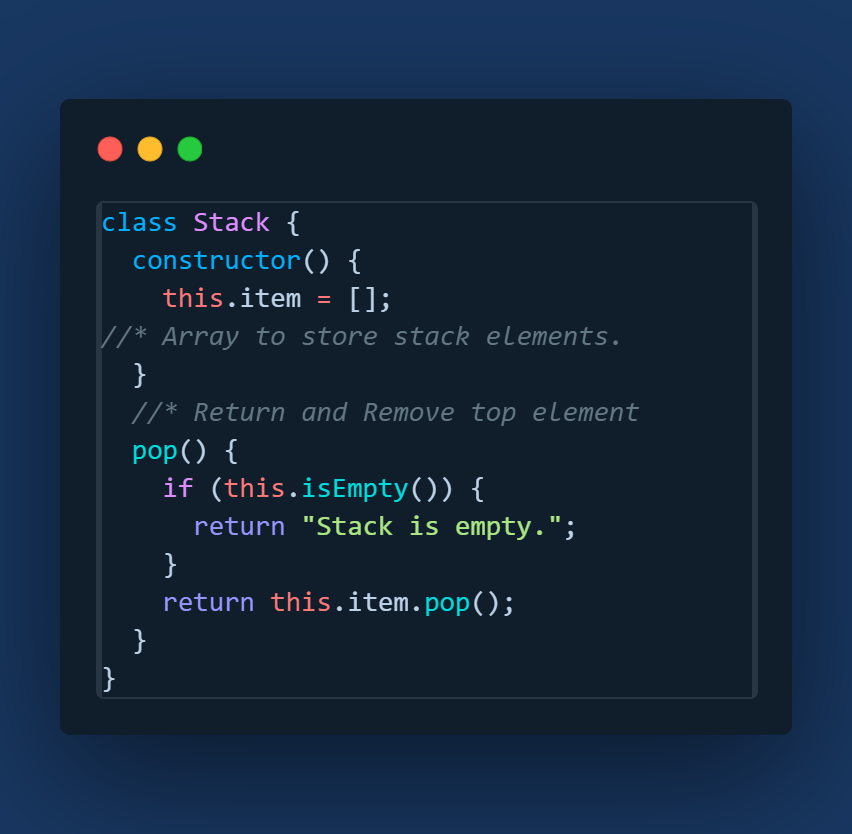 class Stack {
  constructor() {
    this.item = [];
//* Array to store stack elements.
  }
  //* Return and Remove top element
  pop() {
    if (this.isEmpty()) {
      return "Stack is empty.";
    }
    return this.item.pop();
  }
}